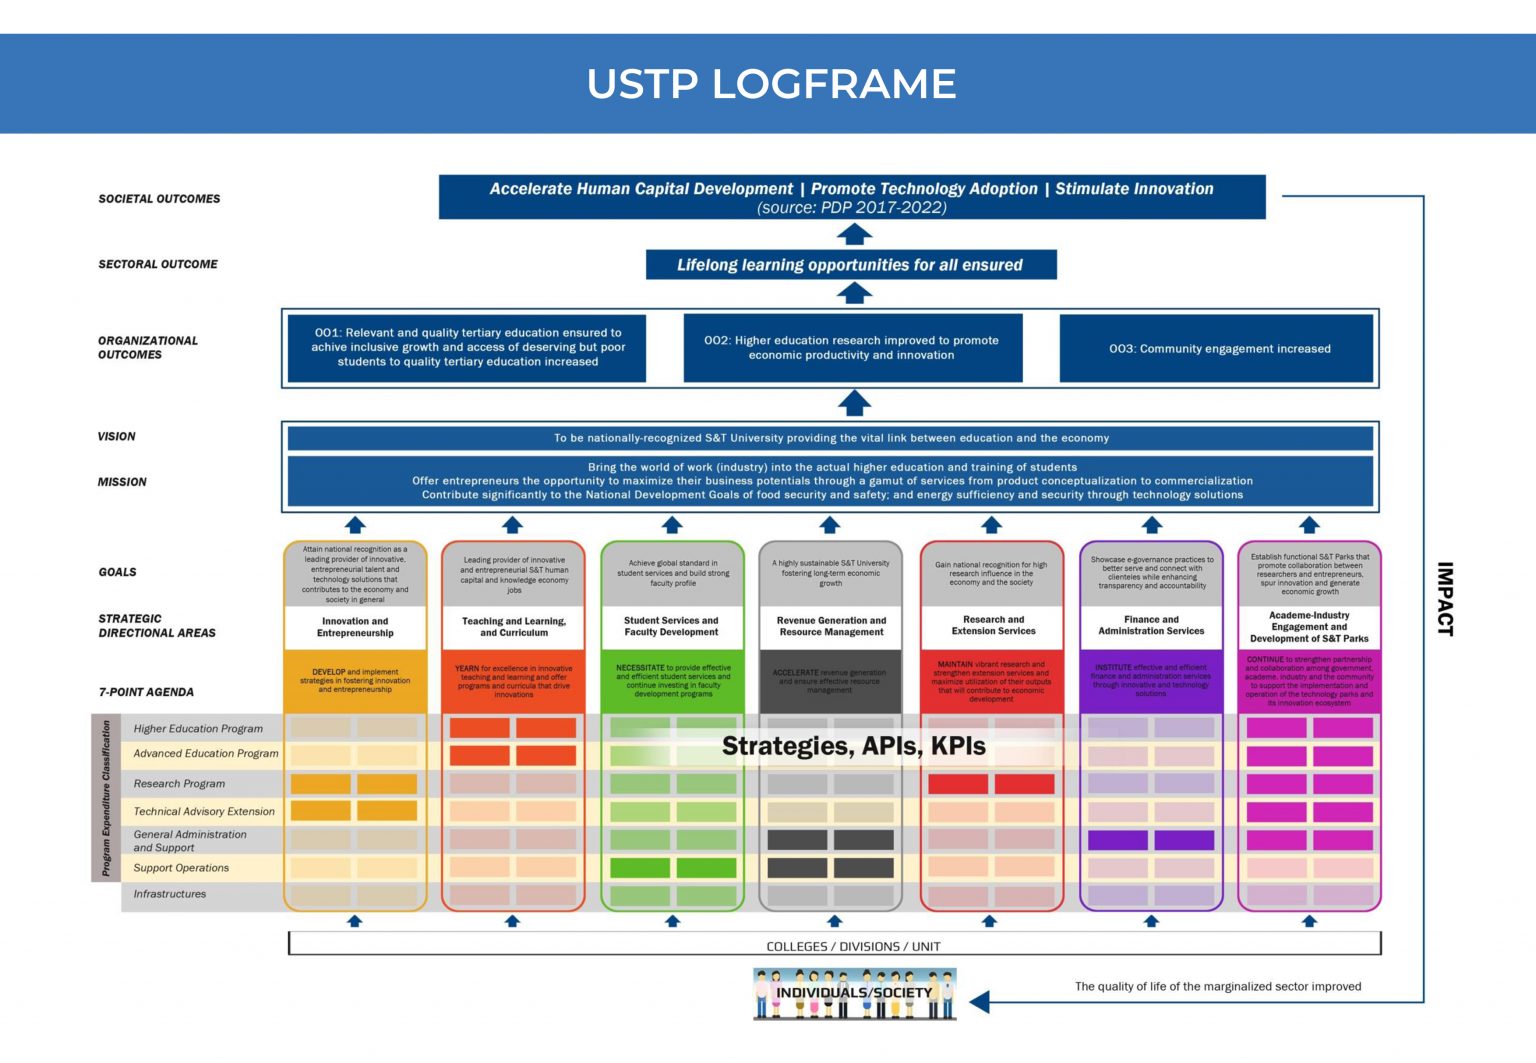 USTP LOGFRAME
SOCIETAL OUTCOMES
Accelerate Human Capital Development | Promote Technology Adoption | Stimulate Innovation
(source: PDP 2017-2022)
SECTORAL OUTCOME
Lifelong learning opportunities for all ensured
ORGANIZATIONAL
OUTCOMES
OO1: Relevant and quality tertiary education ensured to
achive inclusive growth and access of deserving but poor
students to quality tertiary education increased
OO2: Higher education research improved to promote
economic productivity and innovation
OO3: Community engagement increased
VISION
To be nationally-recognized S&T University providing the vital link between education and the economy
MISSION
Bring the world of work (industry) into the actual higher education and training of students
Offer entrepreneurs the opportunity to maximize their business potentials through a gamut of services from product conceptualization to commercialization
Contribute significantly to the National Development Goals of food security and safety; and energy sufficiency and security through technology solutions
GOALS
Attain national recognition as a
leading provider of innovative,
entrepreneurial talent and
technology solutions that
contributes to the economy and
society in general
Leading provider of innovative
and entrepreneurial S&T human
capital and knowledge economy
jobs
Achieve global standard in
student services and build strong
faculty profile
A highly sustainable S&T University
fostering long-term economic
growth
Gain national recognition for high
research influence in the
economy and the society
Showcase e-governance practices to
better serve and connect with
clienteles while enhancing
transparency and accountability
Establish functional S&T Parks that
promote collaboration between
researchers and entrepreneurs,
spur innovation and generate
economic growth
STRATEGIC
DIRECTIONAL AREAS
Innovation and
Entrepreneurship
Teaching and Learning,
and Curriculum
Student Services and
Faculty Development
Revenue Generation and
Resource Management
Research and
Extension Services
Finance and
Administration Services
Academe-Industry
Engagement and
Development of S&T Parks
7-POINT AGENDA
DEVELOP and implement
strategies in fostering innovation
and entrepreneurship
YEARN for excellence in innovative
teaching and learning and offer
programs and curricula that drive
innovations
NECESSITATE to provide effective
and efficient student services and
continue investing in faculty
development programs
ACCELERATE revenue generation
and ensure effective resource
management
MAINTAIN vibrant research and
strengthen extension services and
maximize utilization of their outputs
that will contribute to economic
development
INSTITUTE effective and efficient
finance and administration services
through innovative and technology
solutions
CONTINUE to strengthen partnership
and collaboration among government,
academe, industry and the community
to support the implementation and
operation of the technology parks and
its innovation ecosystem
Program Expenditure Classification
Higher Education Program
Advanced Education Program
Research Program
Technical Advisory Extension
General Administration
and Support
Support Operations
Infrastructures
Strategies, APIs, KPIs
COLLEGES / DIVISIONS / UNIT
INDIVIDUALS/SOCIETY
The quality of life of the marginalized sector improved
IMPACT